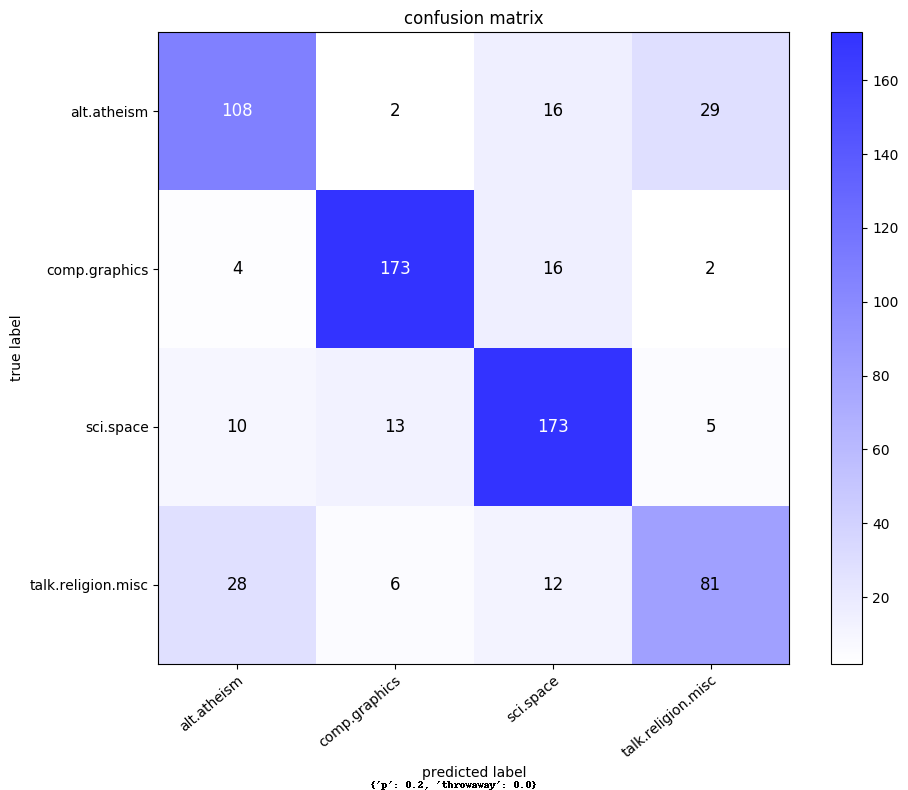 confusion matrix
alt.atheism 108 2 16 29
comp.graphics 4 173 16 2
sci.space 10 13 173 5
talk.religion.misc 28 6 12 81
true label
alt.atheism comp.graphics sci.space talk.religion.misc
predicted label
{'p': 0.2, 'throwaway': 0.0}
160
140
120
100
80
60
40
20